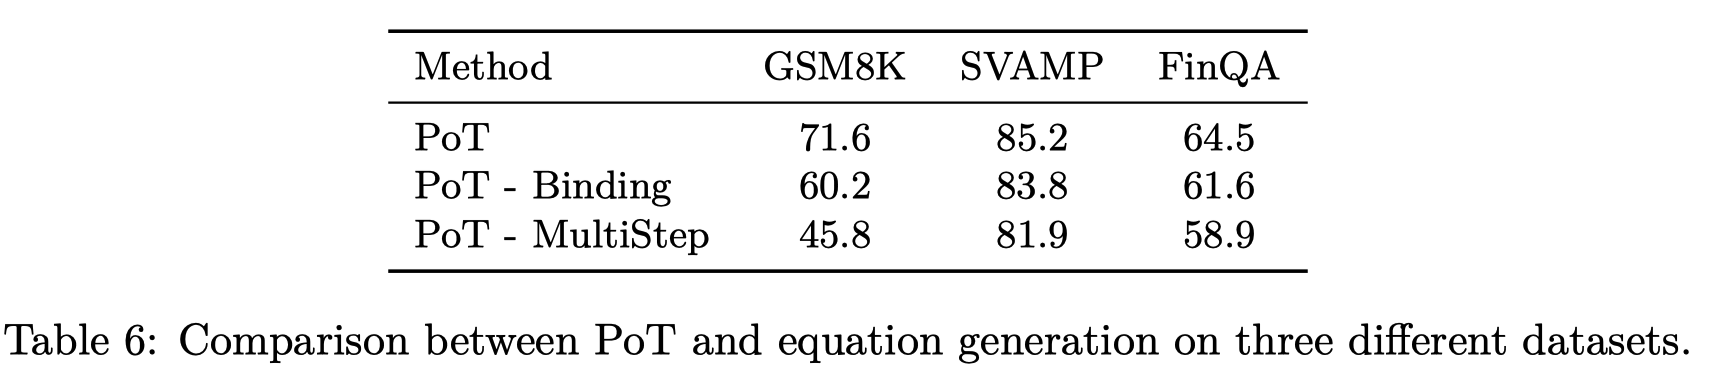 Method GSM8K SVAMP FinQA
PoT 71.6 85.2 64.5
PoT - Binding 60.2 83.8 61.6
PoT - MultiStep 45.8 81.9 58.9
Table 6: Comparison between PoT and equation generation on three different datasets.